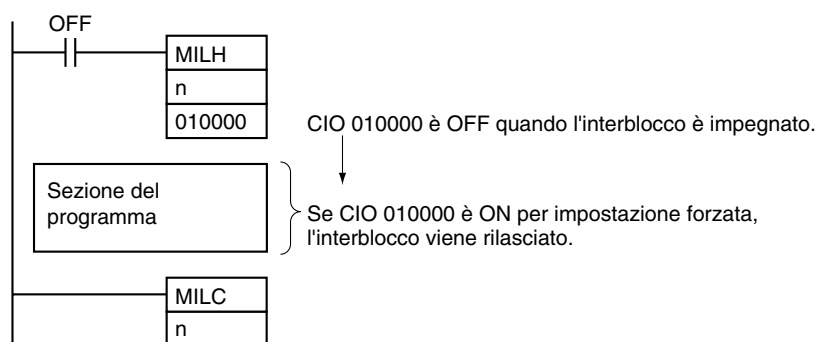 OFF
MILH
n
010000
CIO 010000 è OFF quando l'interblocco è impegnato.
Sezione del
programma
Se CIO 010000 è ON per impostazione forzata,
l'interblocco viene rilasciato.
MILC
n